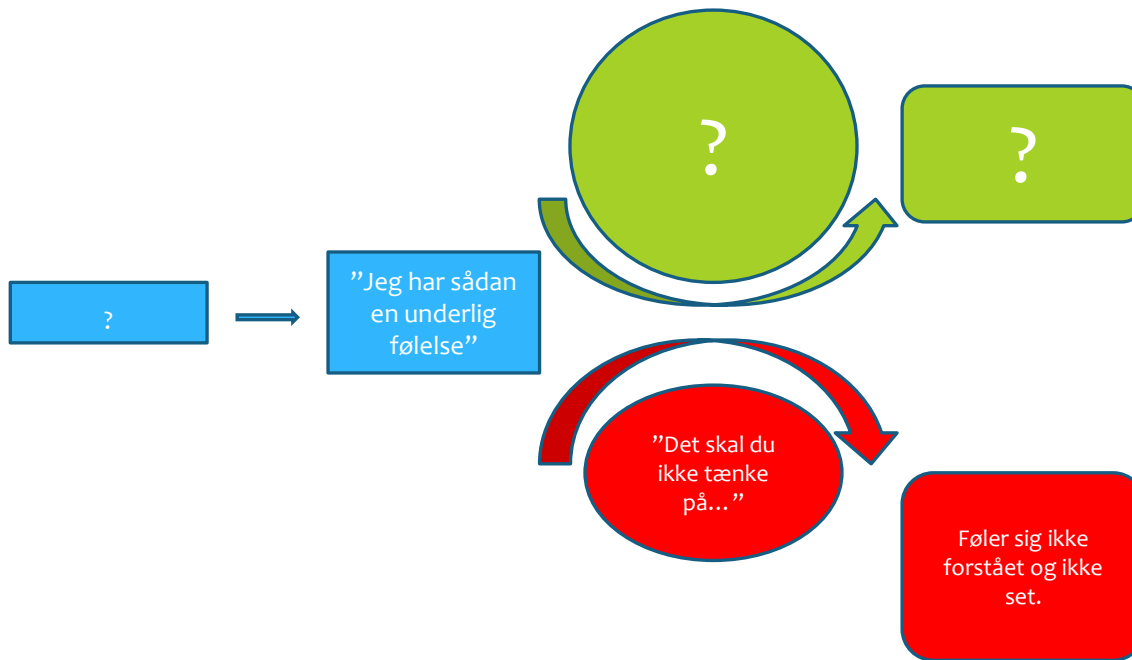 ?
”Jeg har sådan
en underlig
følelse”
?
?
”Det skal du
ikke tænke
på…”
Føler sig ikke
forstået og ikke
set.